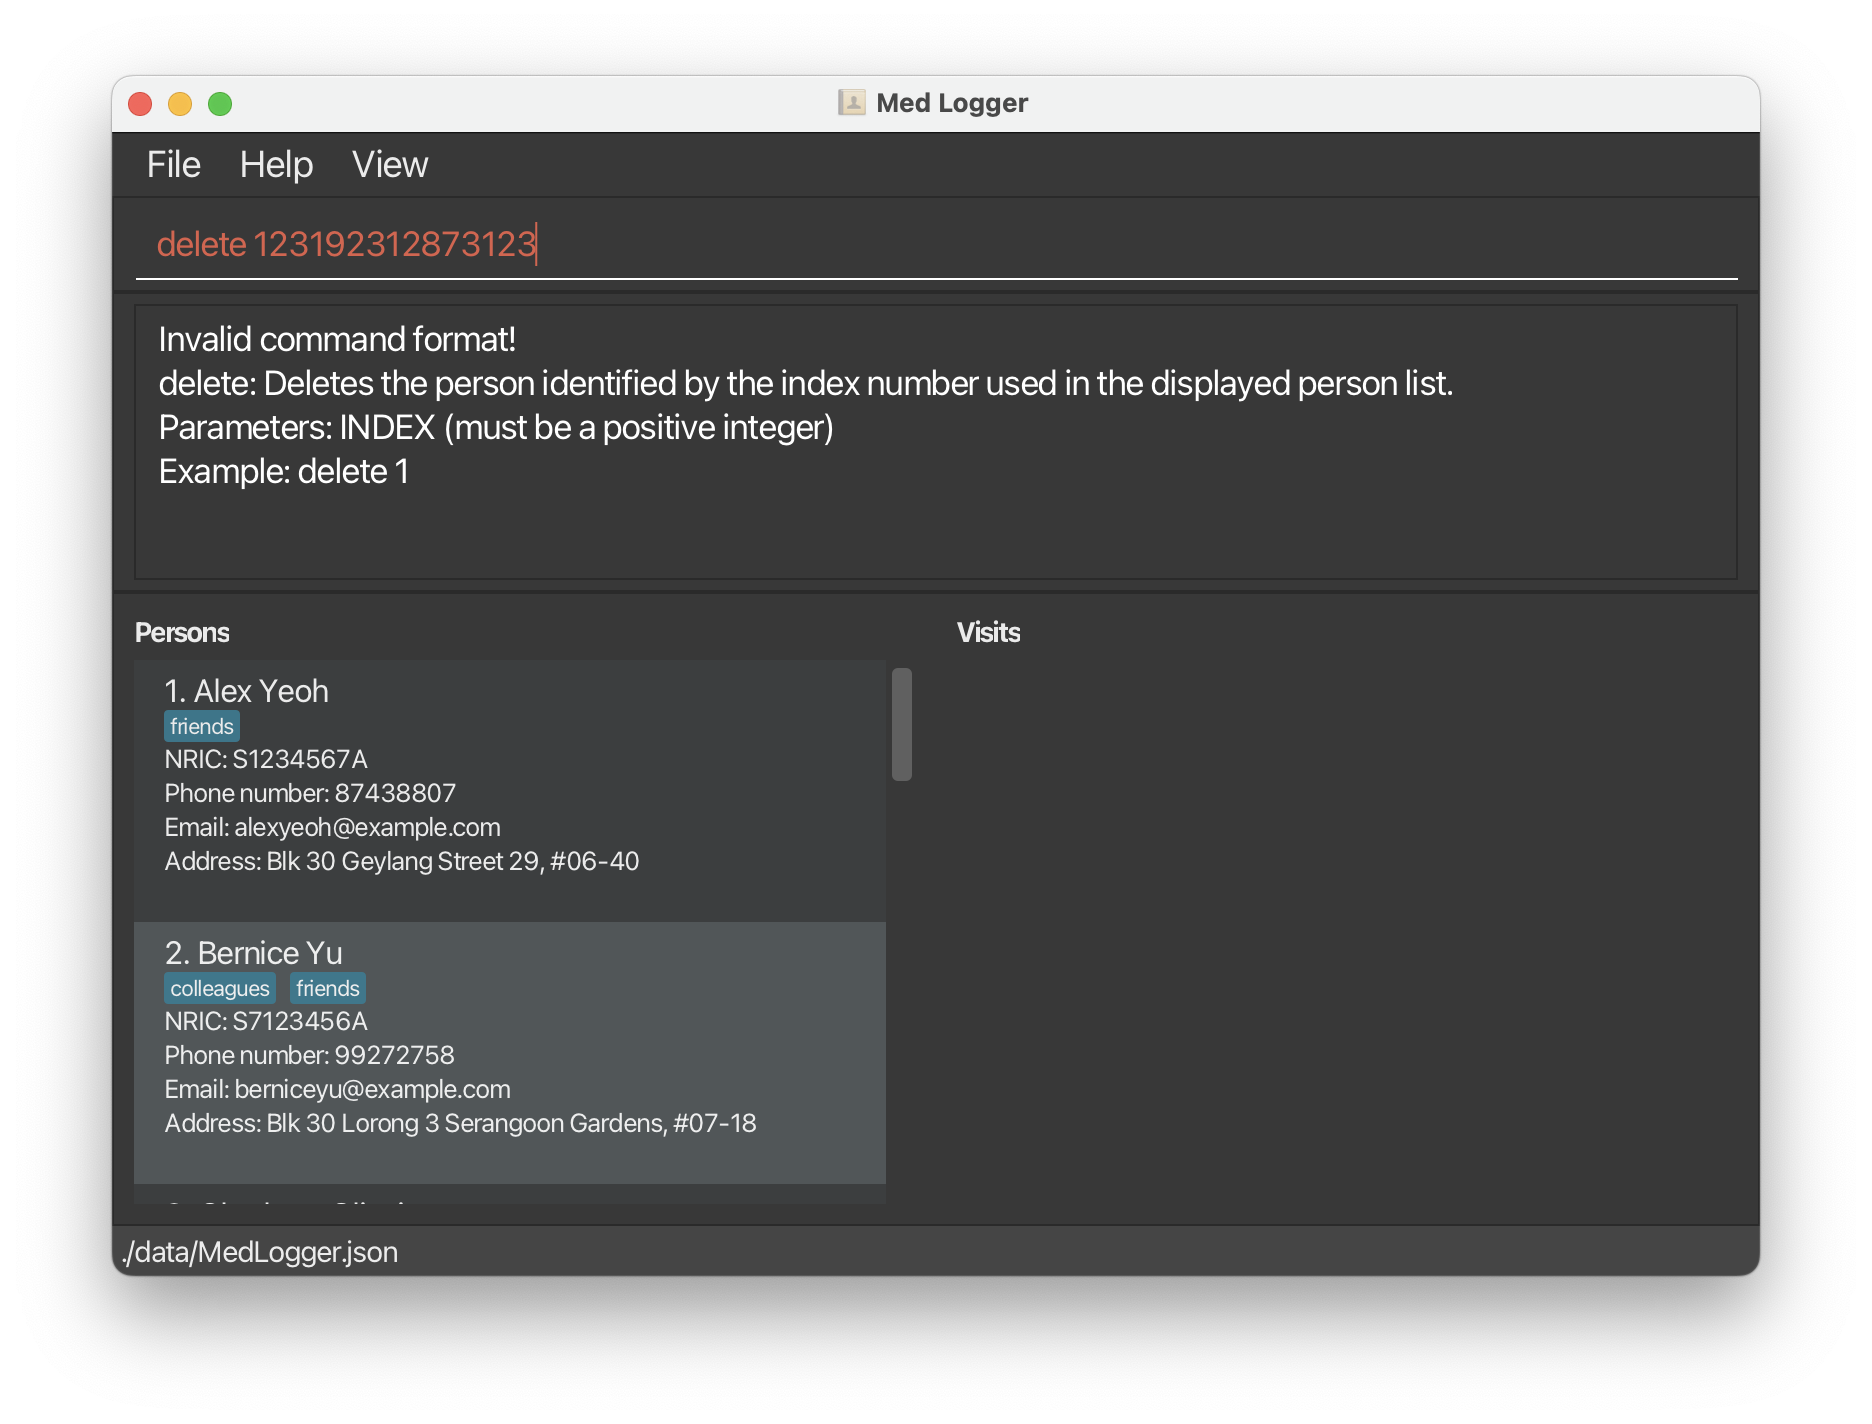 Med Logger
File Help View
delete 123192312873123
Invalid command format!
delete: Deletes the person identified by the index number used in the displayed person list.
Parameters: INDEX (must be a positive integer)
Example: delete 1
Persons
1. Alex Yeoh
friends
NRIC: S1234567A
Phone number: 87438807
Email: alexyeoh@example.com
Address: Blk 30 Geylang Street 29, #06-40
2. Bernice Yu
colleagues friends
NRIC: S7123456A
Phone number: 99272758
Email: berniceyu@example.com
Address: Blk 30 Lorong 3 Serangoon Gardens, #07-18
Visits
./data/MedLogger.json